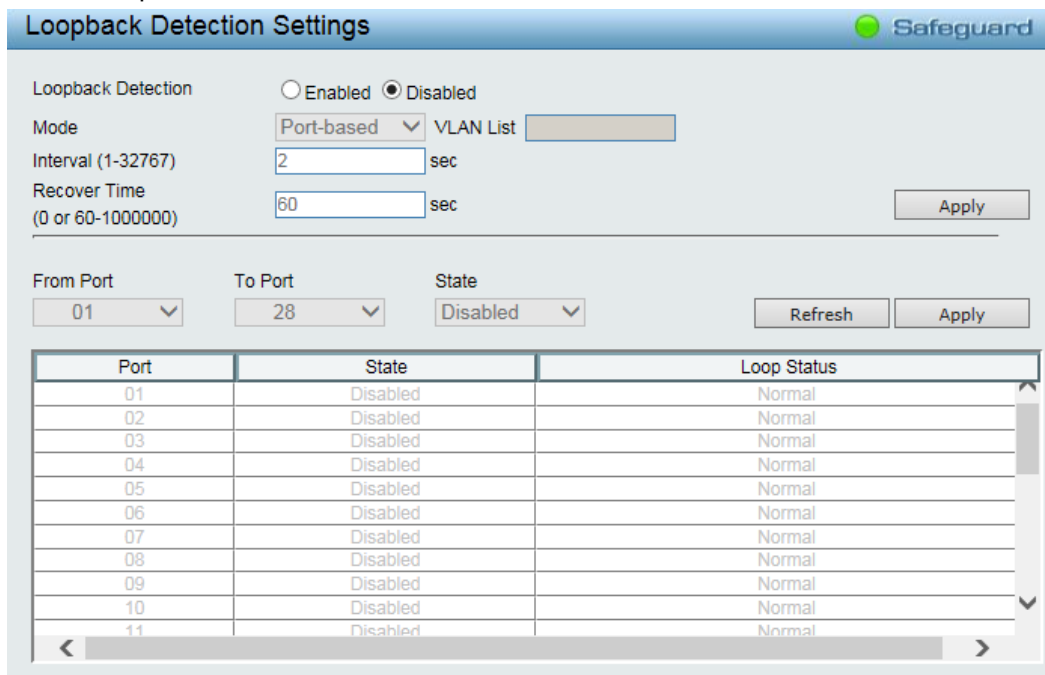 Loopback Detection Settings Safeguard
Loopback Detection Enabled Disabled
Mode Port-based VLAN List
Interval (1-32767) 2 sec
Recover Time
(0 or 60-1000000) 60 sec Apply
From Port To Port State
01 28 Disabled Refresh Apply
Port State Loop Status
01 Disabled Normal
02 Disabled Normal
03 Disabled Normal
04 Disabled Normal
05 Disabled Normal
06 Disabled Normal
07 Disabled Normal
08 Disabled Normal
09 Disabled Normal
10 Disabled Normal
11 Disabled Normal